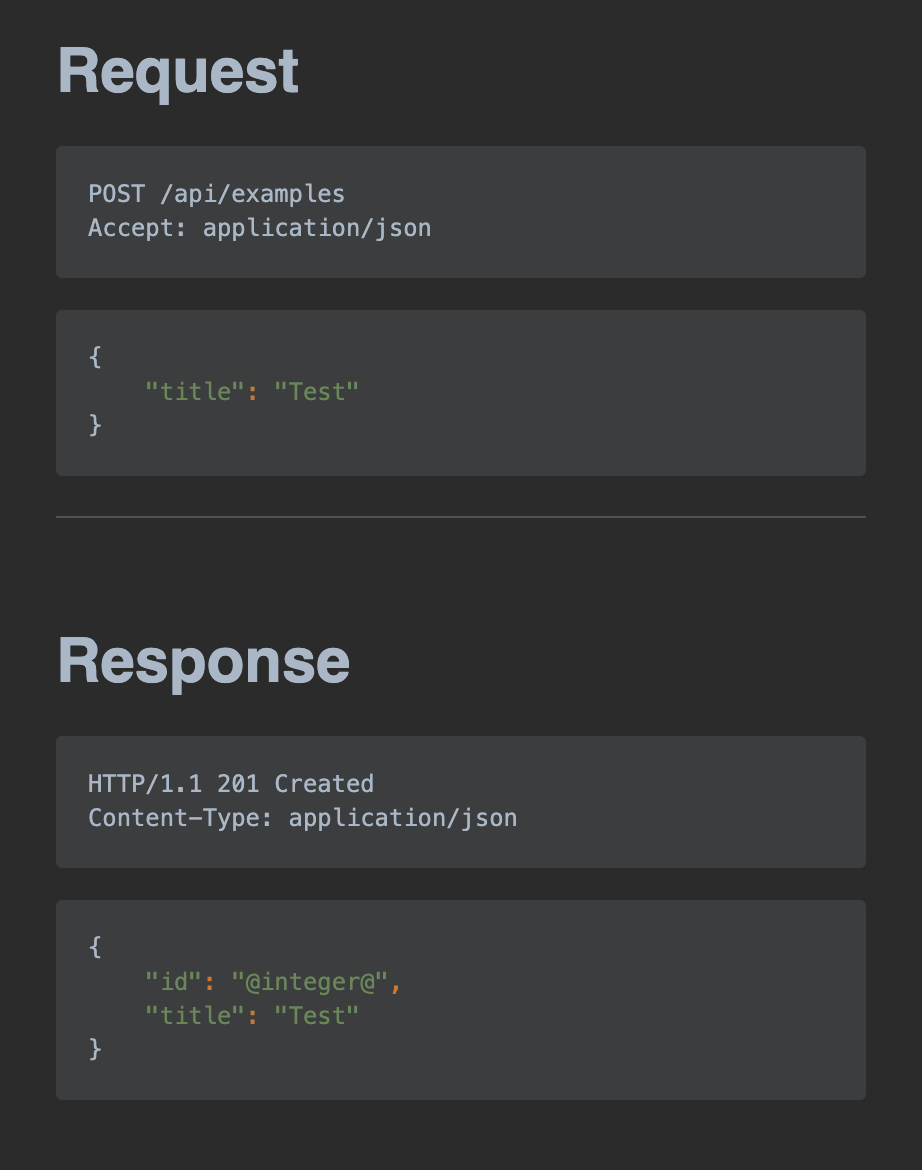 Request
POST /api/examples
Accept: application/json
{
    "title": "Test"
}
Response
HTTP/1.1 201 Created
Content-Type: application/json
{
    "id": "@integer@",
    "title": "Test"
}